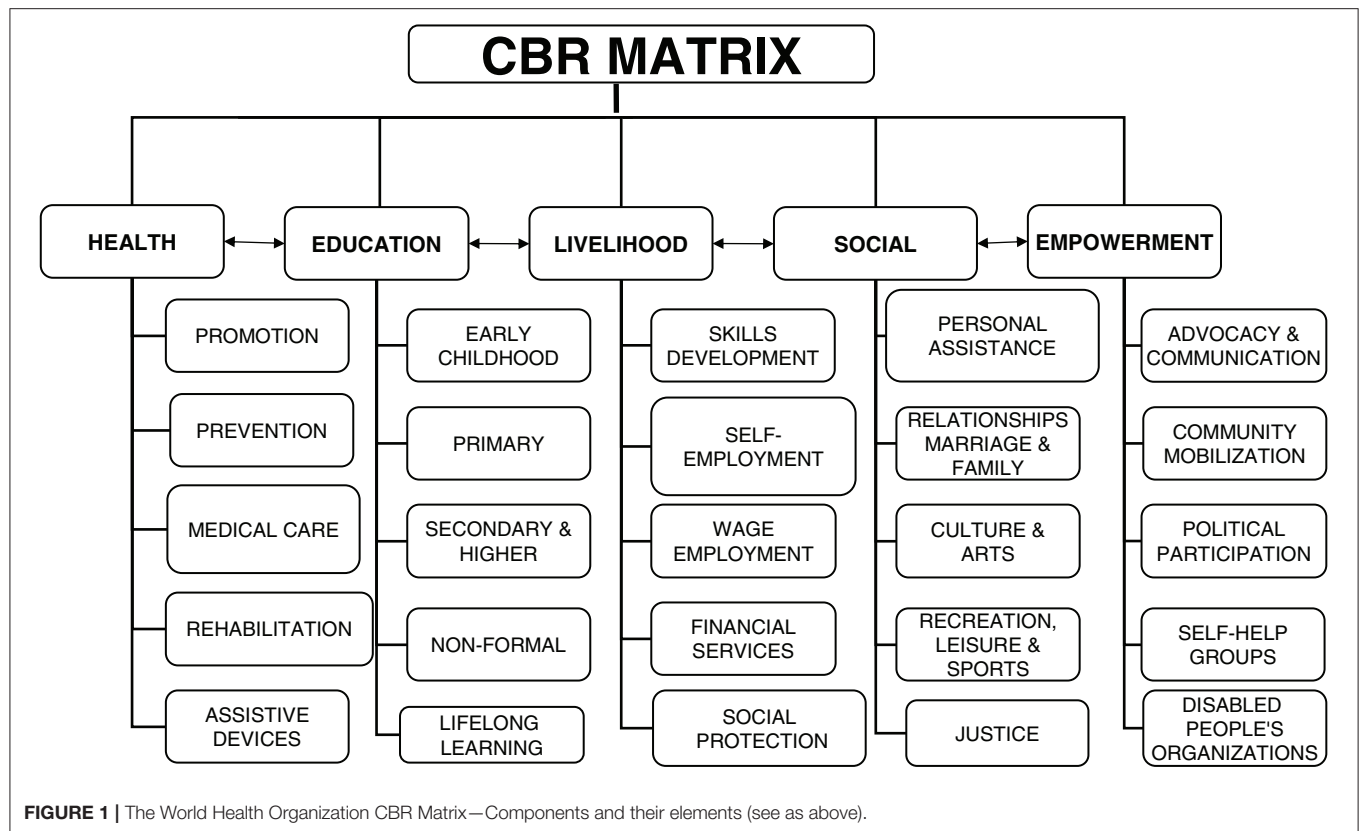 CBR MATRIX
HEALTH
EDUCATION
LIVELIHOOD
SOCIAL
EMPOWERMENT
PROMOTION
PREVENTION
MEDICAL CARE
REHABILITATION
ASSISTIVE
DEVICES
EARLY
CHILDHOOD
PRIMARY
SECONDARY &
HIGHER
NON-FORMAL
LIFELONG
LEARNING
SKILLS
DEVELOPMENT
SELF-
EMPLOYMENT
WAGE
EMPLOYMENT
FINANCIAL
SERVICES
SOCIAL
PROTECTION
PERSONAL
ASSISTANCE
RELATIONSHIPS
MARRIAGE &
FAMILY
CULTURE &
ARTS
RECREATION,
LEISURE &
SPORTS
JUSTICE
ADVOCACY &
COMMUNICATION
COMMUNITY
MOBILIZATION
POLITICAL
PARTICIPATION
SELF-HELP
GROUPS
DISABLED
PEOPLE'S
ORGANIZATIONS
FIGURE 1 | The World Health Organization CBR Matrix—Components and their elements (see as above).